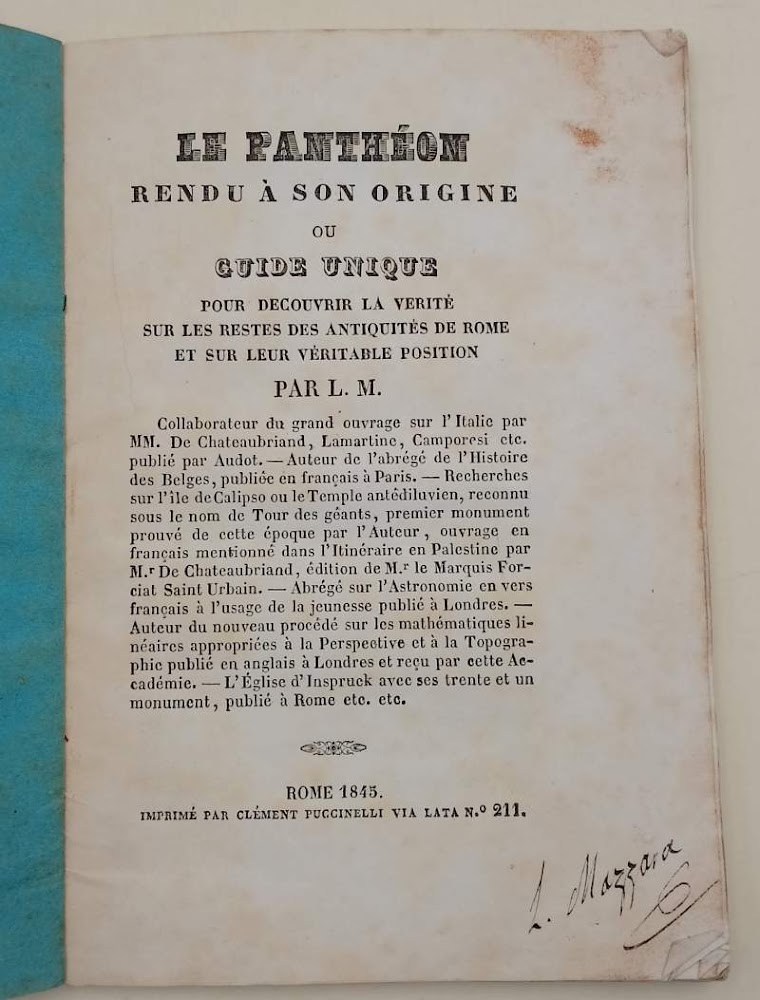 LE PANTHÉON
RENDU À SON ORIGINE
OU
GUIDE UNIQUE
POUR DECOUVRIR LA VERITÉ
SUR LES RESTES DES ANTIQUITÉS DE ROME
ET SUR LEUR VÉRITABLE POSITION
PAR L. M.
Collaborateur du grand ouvrage sur l'Italie par
MM. De Chateaubriand, Lamartine, Camporesi etc.
publié par Audot. — Auteur de l'abrégé de l'Histoire
des Belges, publiée en français à Paris. — Recherches
sur l'île de Calipso ou le Temple antédiluvien, reconnu
sous le nom de Tour des géants, premier monument
prouvé de cette époque par l'Auteur, ouvrage en
français mentionné dans l'Itinéraire en Palestine par
M.r De Chateaubriand, édition de M.r le Marquis For-
ciat Saint Urbain. — Abrégé sur l'Astronomie en vers
français à l'usage de la jeunesse publié à Londres. —
Auteur du nouveau procédé sur les mathématiques li-
néaires appropriées à la Perspective et à la Topogra-
phie publié en anglais à Londres et reçu par cette Ac-
cadémie. — L'Église d'Inspruck avec ses trente et un
monument, publié à Rome etc. etc.
ROME 1845.
IMPRIMÉ PAR CLÉMENT PUCCINELLI VIA LATA N.o 211.
L. Mazzara